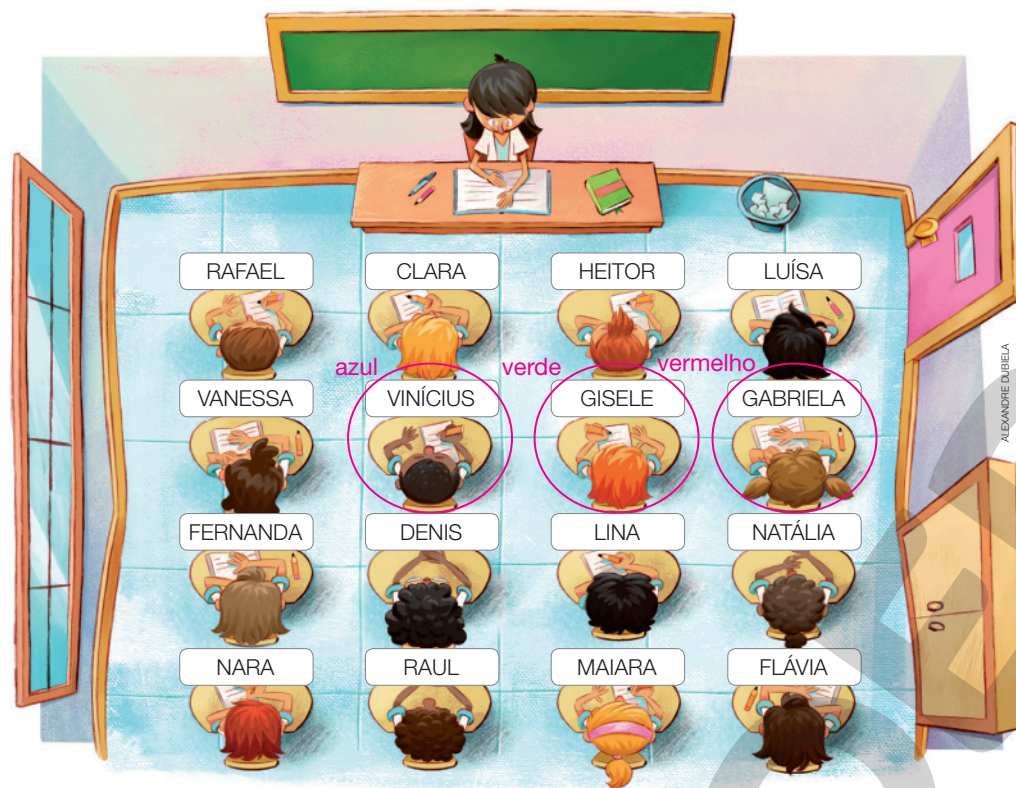 RAFAEL CLARA HEITOR LUÍSA
azul verde vermelho
VANESSA VINÍCIUS GISELE GABRIELA
FERNANDA DENIS LINA NATÁLIA
NARA RAUL MAIARA FLÁVIA
ALEXANDRE DUBIELA